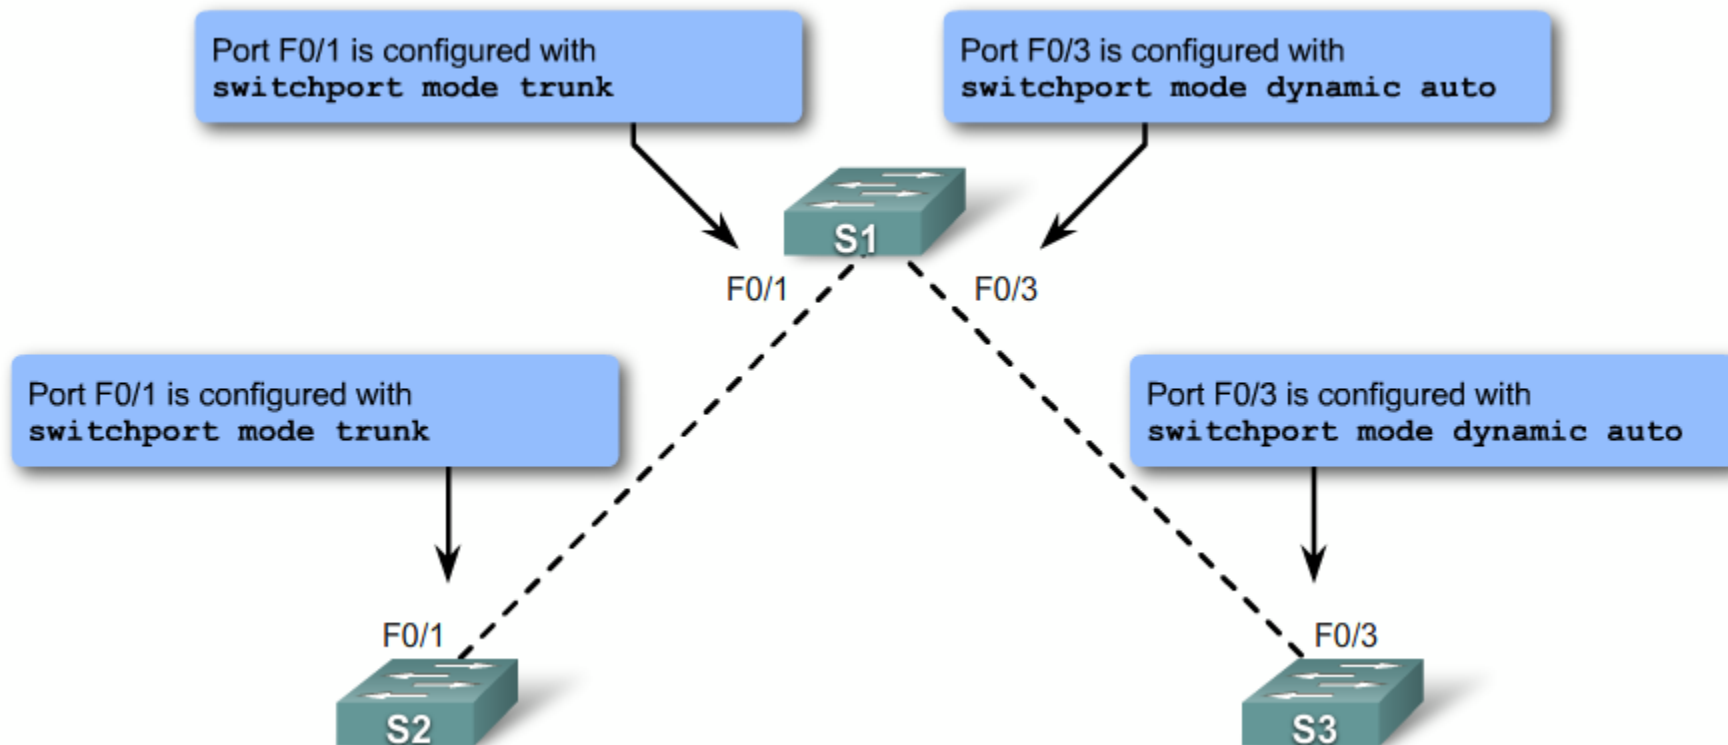 Port F0/1 is configured with
switchport mode trunk
Port F0/3 is configured with
switchport mode dynamic auto
S1
F0/1
F0/3
Port F0/1 is configured with
switchport mode trunk
Port F0/3 is configured with
switchport mode dynamic auto
F0/1
F0/3
S2
S3